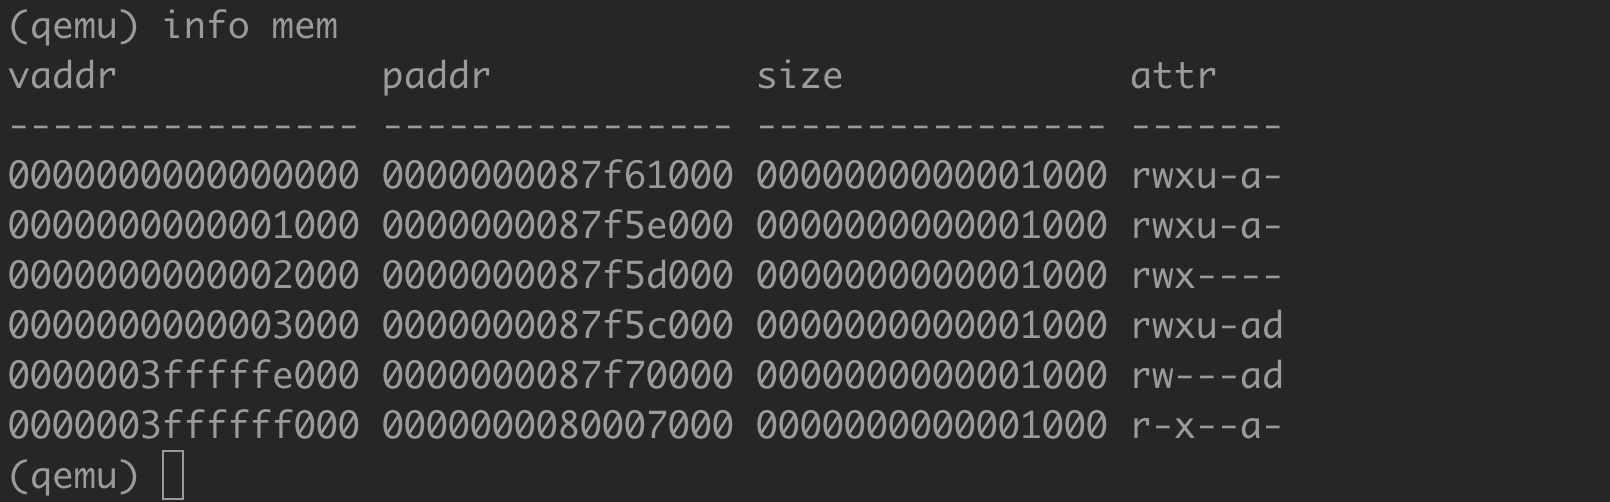 (qemu) info mem
vaddr            paddr            size             attr
---------------- ---------------- ---------------- -------
0000000000000000 0000000087f61000 0000000000001000 rwxu-a-
0000000000001000 0000000087f5e000 0000000000001000 rwxu-a-
0000000000002000 0000000087f5d000 0000000000001000 rwx----
0000000000003000 0000000087f5c000 0000000000001000 rwxu-ad
0000003fffffe000 0000000087f70000 0000000000001000 rw---ad
0000003ffffff000 0000000080007000 0000000000001000 r-x--a-
(qemu)